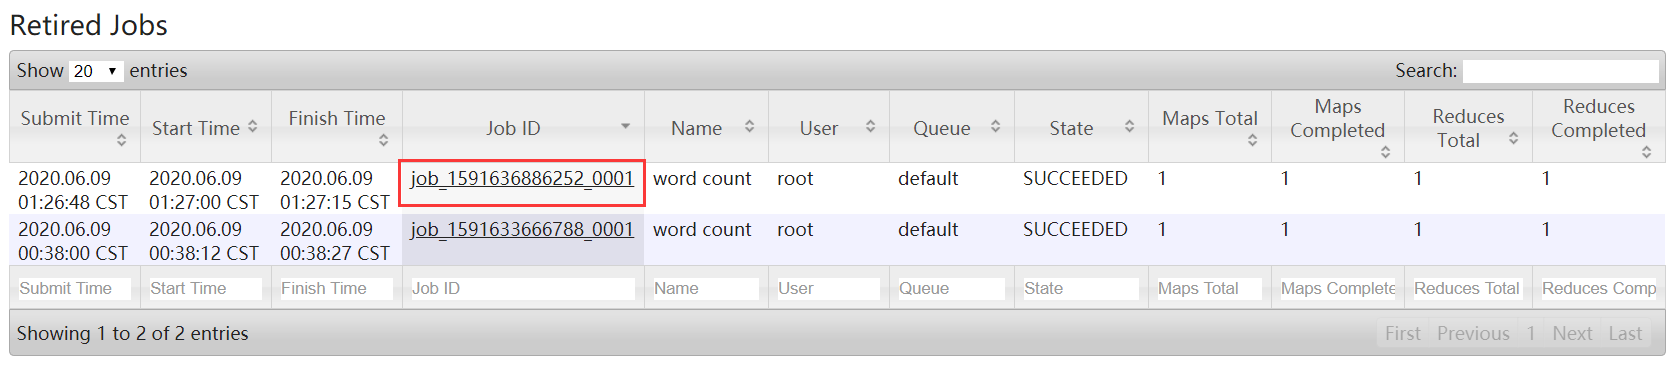 Retired Jobs
Show 20 entries Search:
Submit Time Start Time Finish Time Job ID Name User Queue State Maps Total Maps Completed Reduces Total Reduces Completed
2020.06.09 01:26:48 CST 2020.06.09 01:27:00 CST 2020.06.09 01:27:15 CST job_1591636886252_0001 word count root default SUCCEEDED 1 1 1 1
2020.06.09 00:38:00 CST 2020.06.09 00:38:12 CST 2020.06.09 00:38:27 CST job_1591633666788_0001 word count root default SUCCEEDED 1 1 1 1
Submit Time Start Time Finish Time Job ID Name User Queue State Maps Total Maps Complete Reduces Total Reduces Comp
Showing 1 to 2 of 2 entries First Previous 1 Next Last